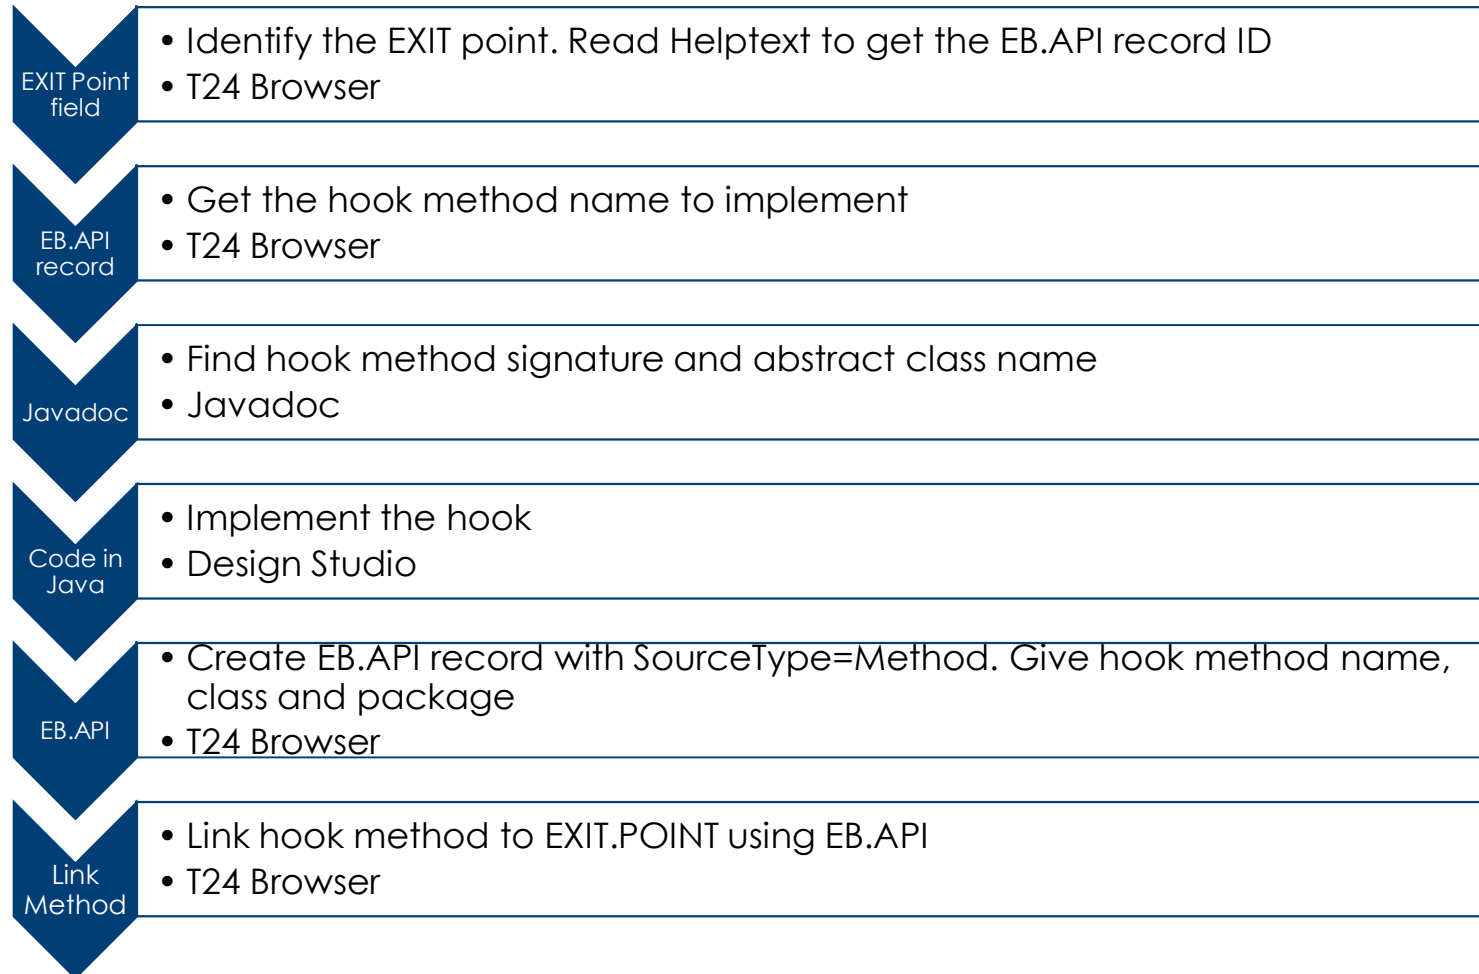 EXIT Point
field
• Identify the EXIT point. Read Helptext to get the EB.API record ID
• T24 Browser
EB.API
record
• Get the hook method name to implement
• T24 Browser
Javadoc
• Find hook method signature and abstract class name
• Javadoc
Code in
Java
• Implement the hook
• Design Studio
EB.API
• Create EB.API record with SourceType=Method. Give hook method name,
class and package
• T24 Browser
Link
Method
• Link hook method to EXIT.POINT using EB.API
• T24 Browser